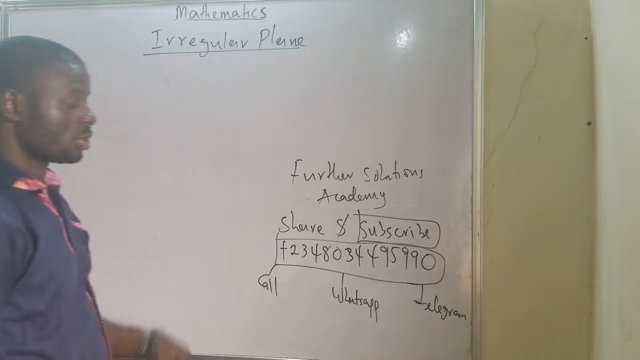 Mathematics
Irregular Plane
Further Solutions
Academy
Share & Subscribe
+2348034495990
Call
Whatsapp
Telegram